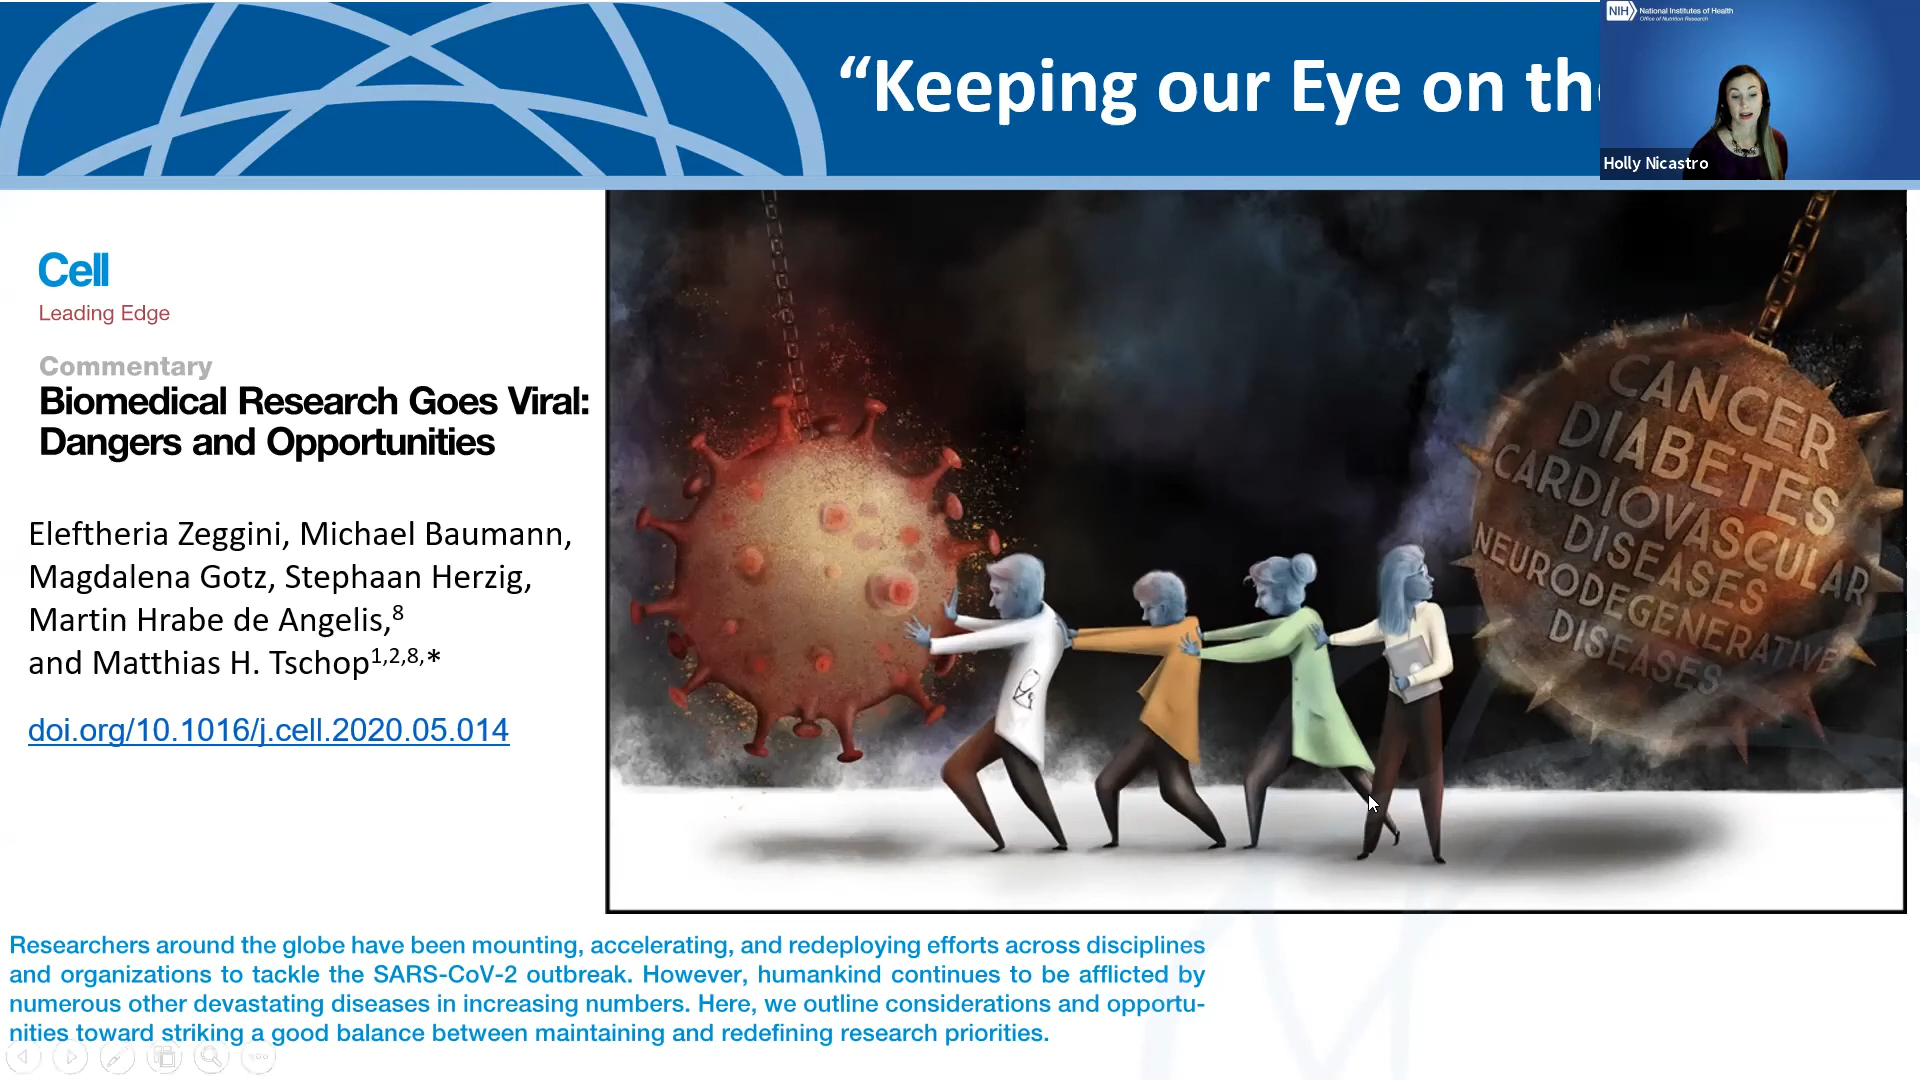 “Keeping our Eye on the
NIH National Institutes of Health
Office of Nutrition Research
Holly Nicastro
Cell
Leading Edge
Commentary
Biomedical Research Goes Viral:
Dangers and Opportunities
Eleftheria Zeggini, Michael Baumann,
Magdalena Gotz, Stephaan Herzig,
Martin Hrabe de Angelis,8
and Matthias H. Tschop1,2,8,*
doi.org/10.1016/j.cell.2020.05.014
CANCER
DIABETES
CARDIOVASCULAR
DISEASES
NEURODEGENERATIVE
DISEASES
Researchers around the globe have been mounting, accelerating, and redeploying efforts across disciplines
and organizations to tackle the SARS-CoV-2 outbreak. However, humankind continues to be afflicted by
numerous other devastating diseases in increasing numbers. Here, we outline considerations and opportu-
nities toward striking a good balance between maintaining and redefining research priorities.